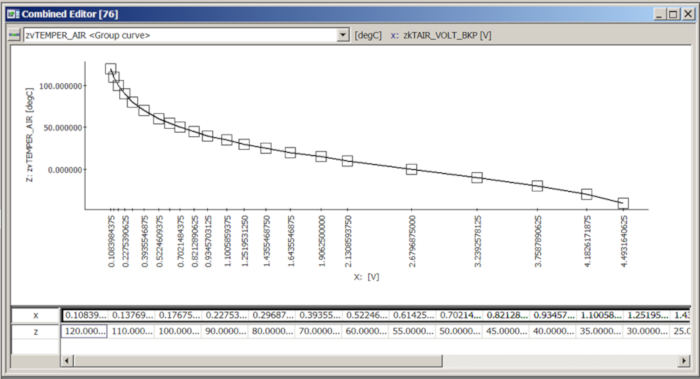 Combined Editor [76]
zvTEMPER_AIR <Group curve> [degC] x: zkTAIR_VOLT_BKP [V]
Z: zvTEMPER_AIR [degC]
100.000000
50.000000
0.000000
0.1083984375 0.2275390625 0.3935546875 0.5224609375 0.7021484375 0.8212890625 0.9345703125 1.1005859375 1.2519531250 1.4355468750 1.6435546875 1.9062500000 2.1308593750 2.6796875000 3.2392578125 3.7587890625 4.1826171875 4.4931640625
X: [V]
x 0.10839... 0.13769... 0.17675... 0.22753... 0.29687... 0.39355... 0.52246... 0.61425... 0.70214... 0.82128... 0.93457... 1.10058... 1.25195... 1.43
z 120.000... 110.000... 100.000... 90.0000... 80.0000... 70.0000... 60.0000... 55.0000... 50.0000... 45.0000... 40.0000... 35.0000... 30.0000... 25.0